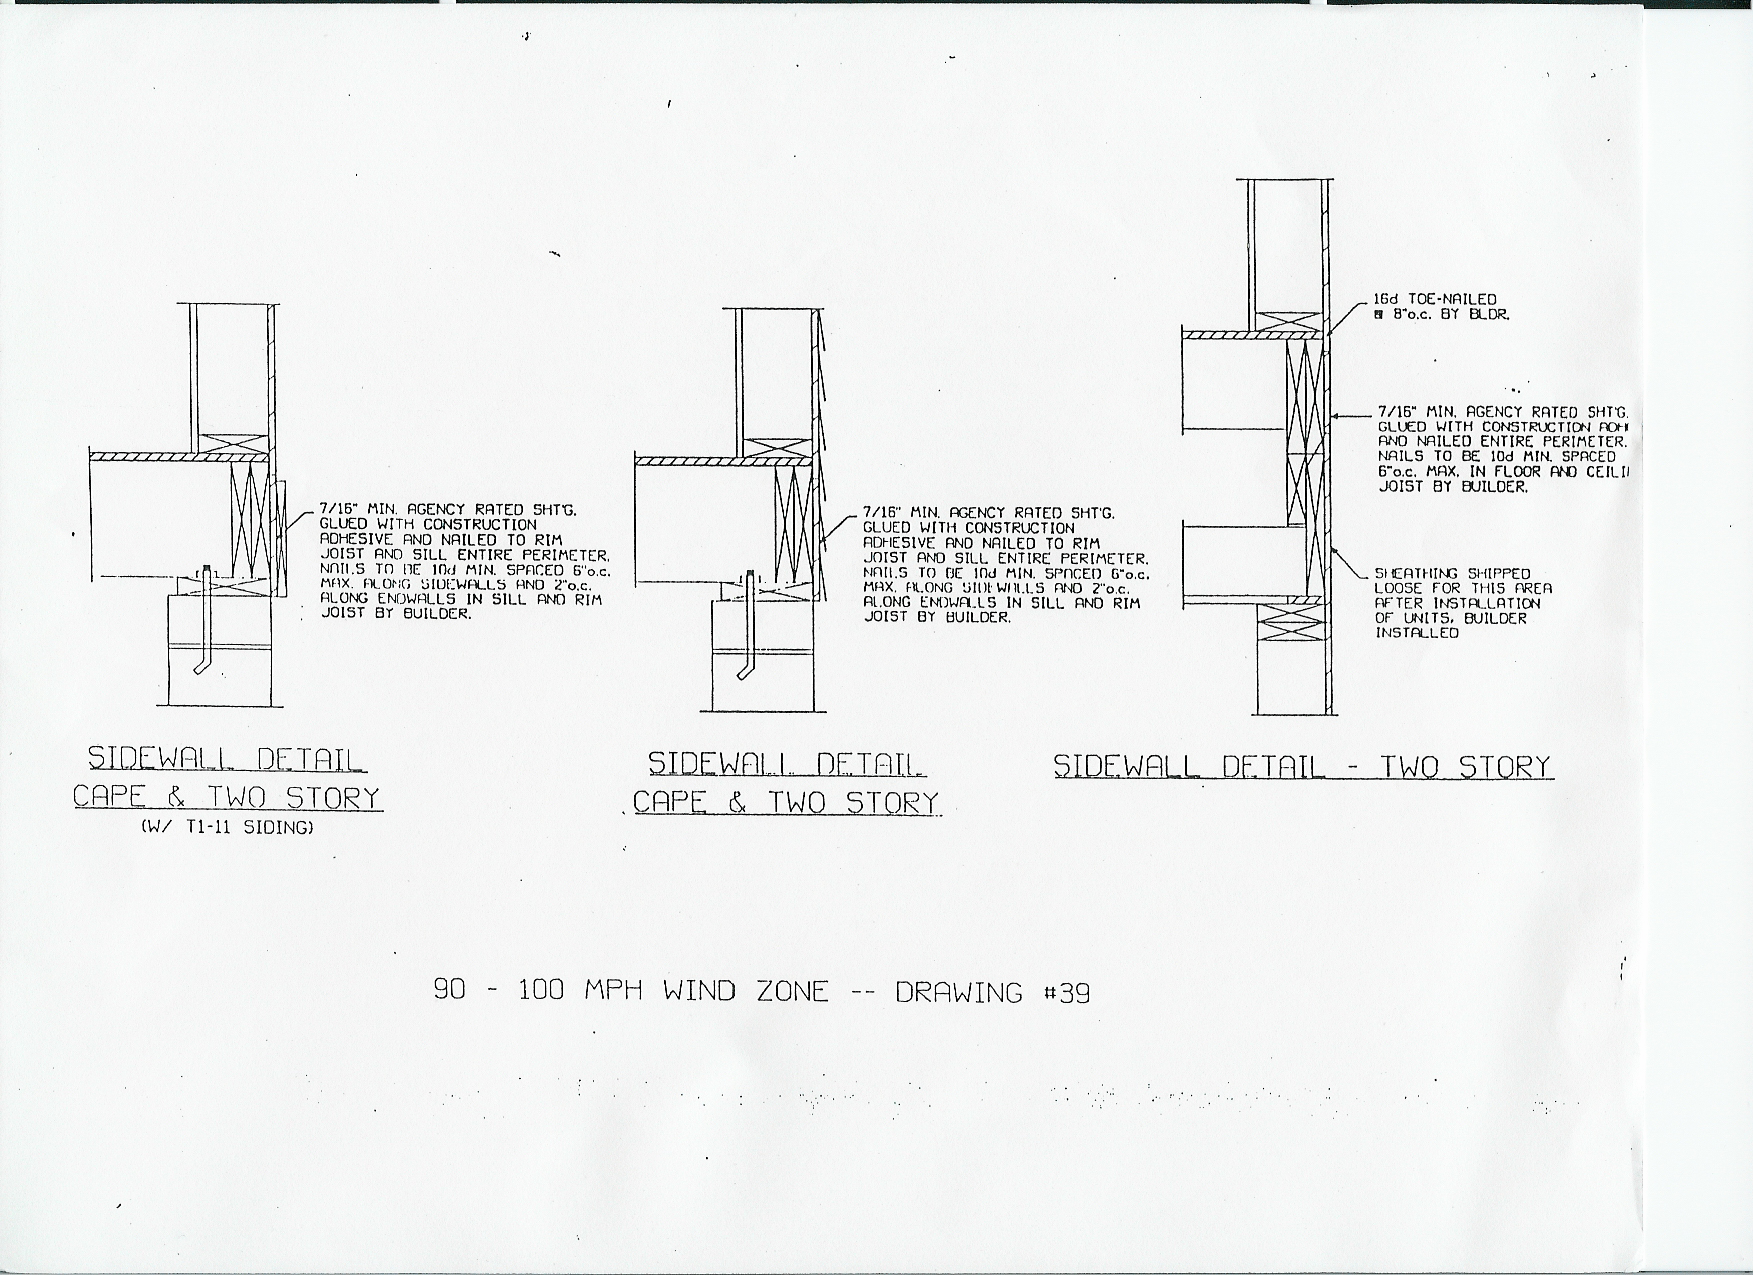 7/16" MIN. AGENCY RATED SHT'G.
GLUED WITH CONSTRUCTION
ADHESIVE AND NAILED TO RIM
JOIST AND SILL ENTIRE PERIMETER.
NAILS TO BE 10d MIN. SPACED 6"o.c.
MAX. ALONG SIDEWALLS AND 2"o.c.
ALONG ENDWALLS IN SILL AND RIM
JOIST BY BUILDER.
SIDEWALL DETAIL
CAPE & TWO STORY
(W/ T1-11 SIDING)
7/16" MIN. AGENCY RATED SHT'G.
GLUED WITH CONSTRUCTION
ADHESIVE AND NAILED TO RIM
JOIST AND SILL ENTIRE PERIMETER.
NAILS TO BE 10d MIN. SPACED 6"o.c.
MAX. ALONG SIDEWALLS AND 2"o.c.
ALONG ENDWALLS IN SILL AND RIM
JOIST BY BUILDER.
SIDEWALL DETAIL
CAPE & TWO STORY
16d TOE-NAILED
@ 8"o.c. BY BLDR.
7/16" MIN. AGENCY RATED SHT'G.
GLUED WITH CONSTRUCTION ADH
AND NAILED ENTIRE PERIMETER.
NAILS TO BE 10d MIN. SPACED
6"o.c. MAX. IN FLOOR AND CEILI
JOIST BY BUILDER.
SHEATHING SHIPPED
LOOSE FOR THIS AREA
AFTER INSTALLATION
OF UNITS, BUILDER
INSTALLED
SIDEWALL DETAIL - TWO STORY
90 - 100 MPH WIND ZONE -- DRAWING #39